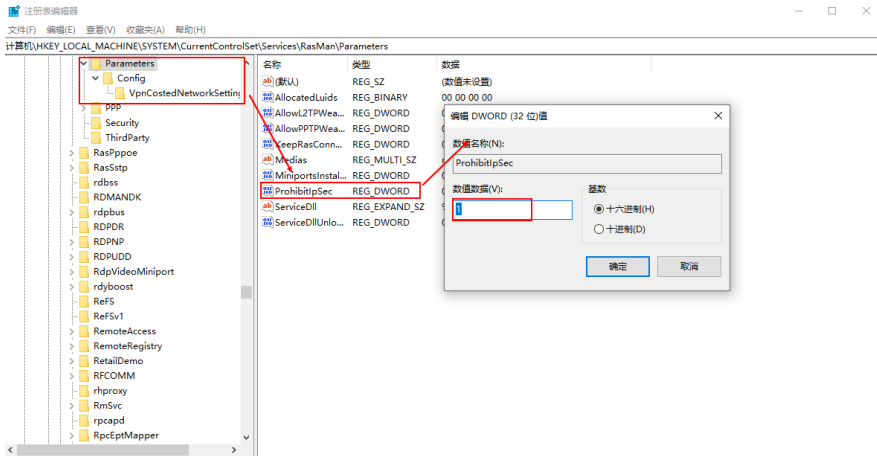 注册表编辑器
文件(F) 编辑(E) 查看(V) 收藏夹(A) 帮助(H)
计算机\HKEY_LOCAL_MACHINE\SYSTEM\CurrentControlSet\Services\RasMan\Parameters
Parameters
Config
VpnCostedNetworkSetting
PPP
Security
ThirdParty
RasPppoe
RasSstp
rdbss
RDMANDK
rdpbus
RDPDR
RDPNP
RDPUDD
RdpVideoMiniport
rdyboost
ReFS
ReFSv1
RemoteAccess
RemoteRegistry
RetailDemo
RFCOMM
rhproxy
RmSvc
rpcapd
RpcEptMapper
名称 类型 数据
(默认) REG_SZ (数值未设置)
AllocatedLuids REG_BINARY 00 00 00 00
AllowL2TPWea... REG_DWORD
AllowPPTPWea... REG_DWORD
KeepRasConn... REG_DWORD
Medias REG_MULTI_SZ
MiniportsInstal... REG_DWORD
ProhibitIpSec REG_DWORD
ServiceDll REG_EXPAND_SZ
ServiceDllUnlo... REG_DWORD
编辑 DWORD (32 位)值
数值名称(N):
ProhibitIpSec
数值数据(V):
1
基数
十六进制(H)
十进制(D)
确定 取消